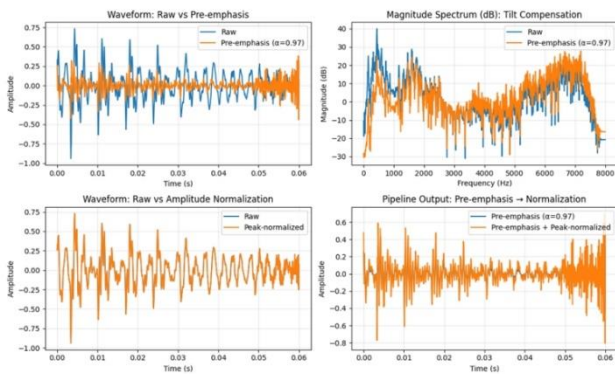 Waveform: Raw vs Pre-emphasis
Raw
Pre-emphasis (α=0.97)
Amplitude
0.75
0.50
0.25
0.00
-0.25
-0.50
-0.75
-1.00
0.00 0.01 0.02 0.03 0.04 0.05 0.06
Time (s)
Magnitude Spectrum (dB): Tilt Compensation
Raw
Pre-emphasis (α=0.97)
Magnitude (dB)
40
30
20
10
0
-10
-20
-30
0 1000 2000 3000 4000 5000 6000 7000 8000
Frequency (Hz)
Waveform: Raw vs Amplitude Normalization
Raw
Peak-normalized
Amplitude
0.75
0.50
0.25
0.00
-0.25
-0.50
-0.75
-1.00
0.00 0.01 0.02 0.03 0.04 0.05 0.06
Time (s)
Pipeline Output: Pre-emphasis → Normalization
Pre-emphasis (α=0.97)
Pre-emphasis + Peak-normalized
Amplitude
0.6
0.4
0.2
0.0
-0.2
-0.4
-0.6
-0.8
0.00 0.01 0.02 0.03 0.04 0.05 0.06
Time (s)